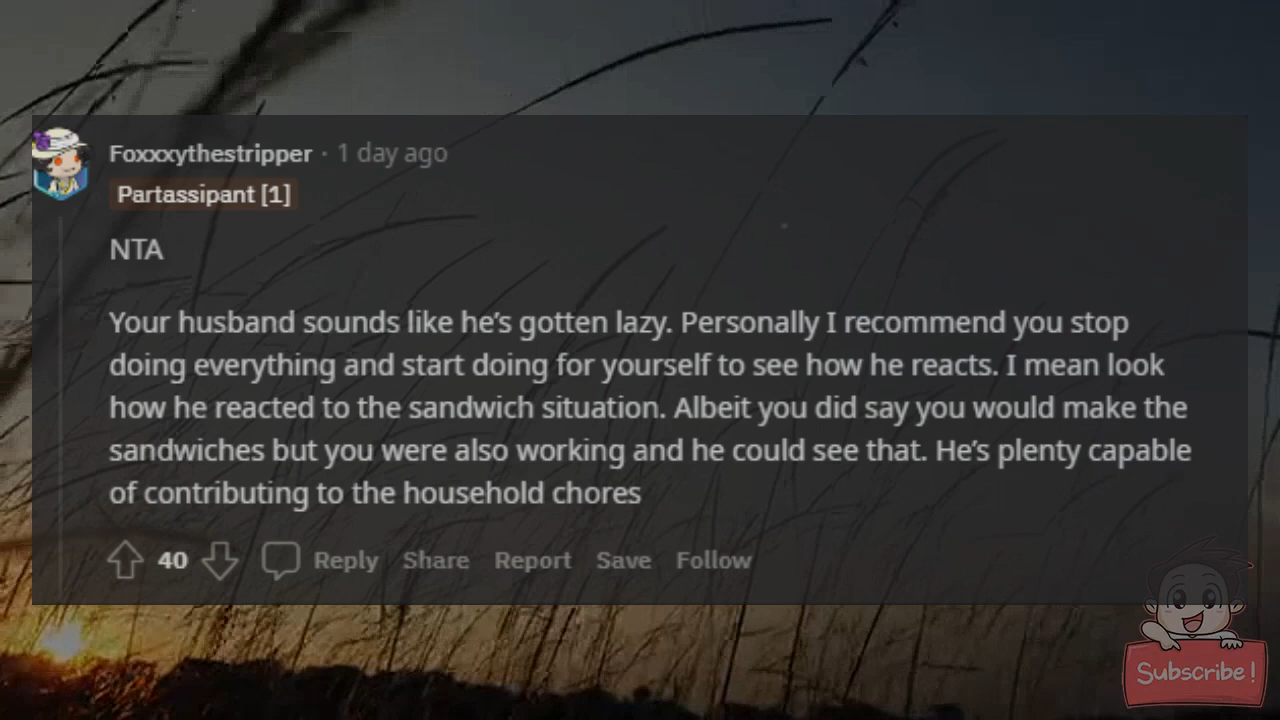 Foxxxythestripper · 1 day ago
Partassipant [1]
NTA
Your husband sounds like he's gotten lazy. Personally I recommend you stop
doing everything and start doing for yourself to see how he reacts. I mean look
how he reacted to the sandwich situation. Albeit you did say you would make the
sandwiches but you were also working and he could see that. He's plenty capable
of contributing to the household chores
40 Reply Share Report Save Follow
Subscribe!